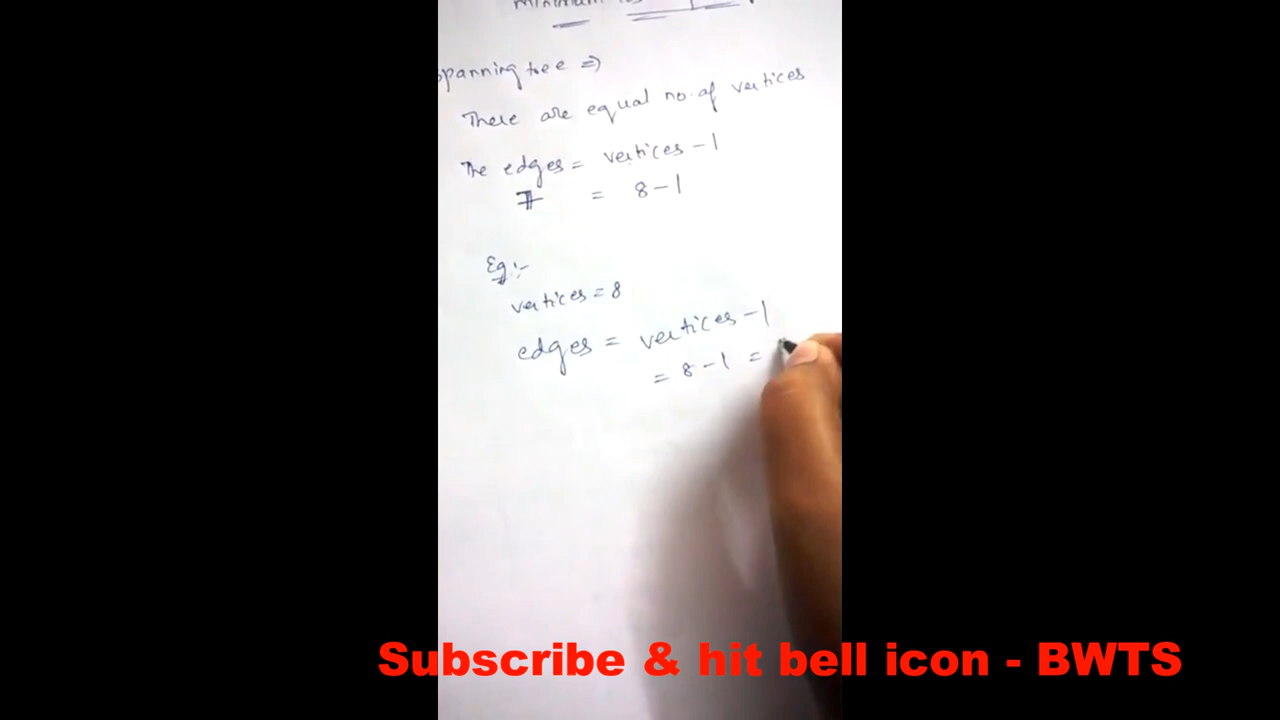 Spanning tree =>
There are equal no. of vertices
The edges = vertices - 1
7 = 8 - 1
Eg:-
vertices = 8
edges = vertices - 1
= 8 - 1 =
Subscribe & hit bell icon - BWTS